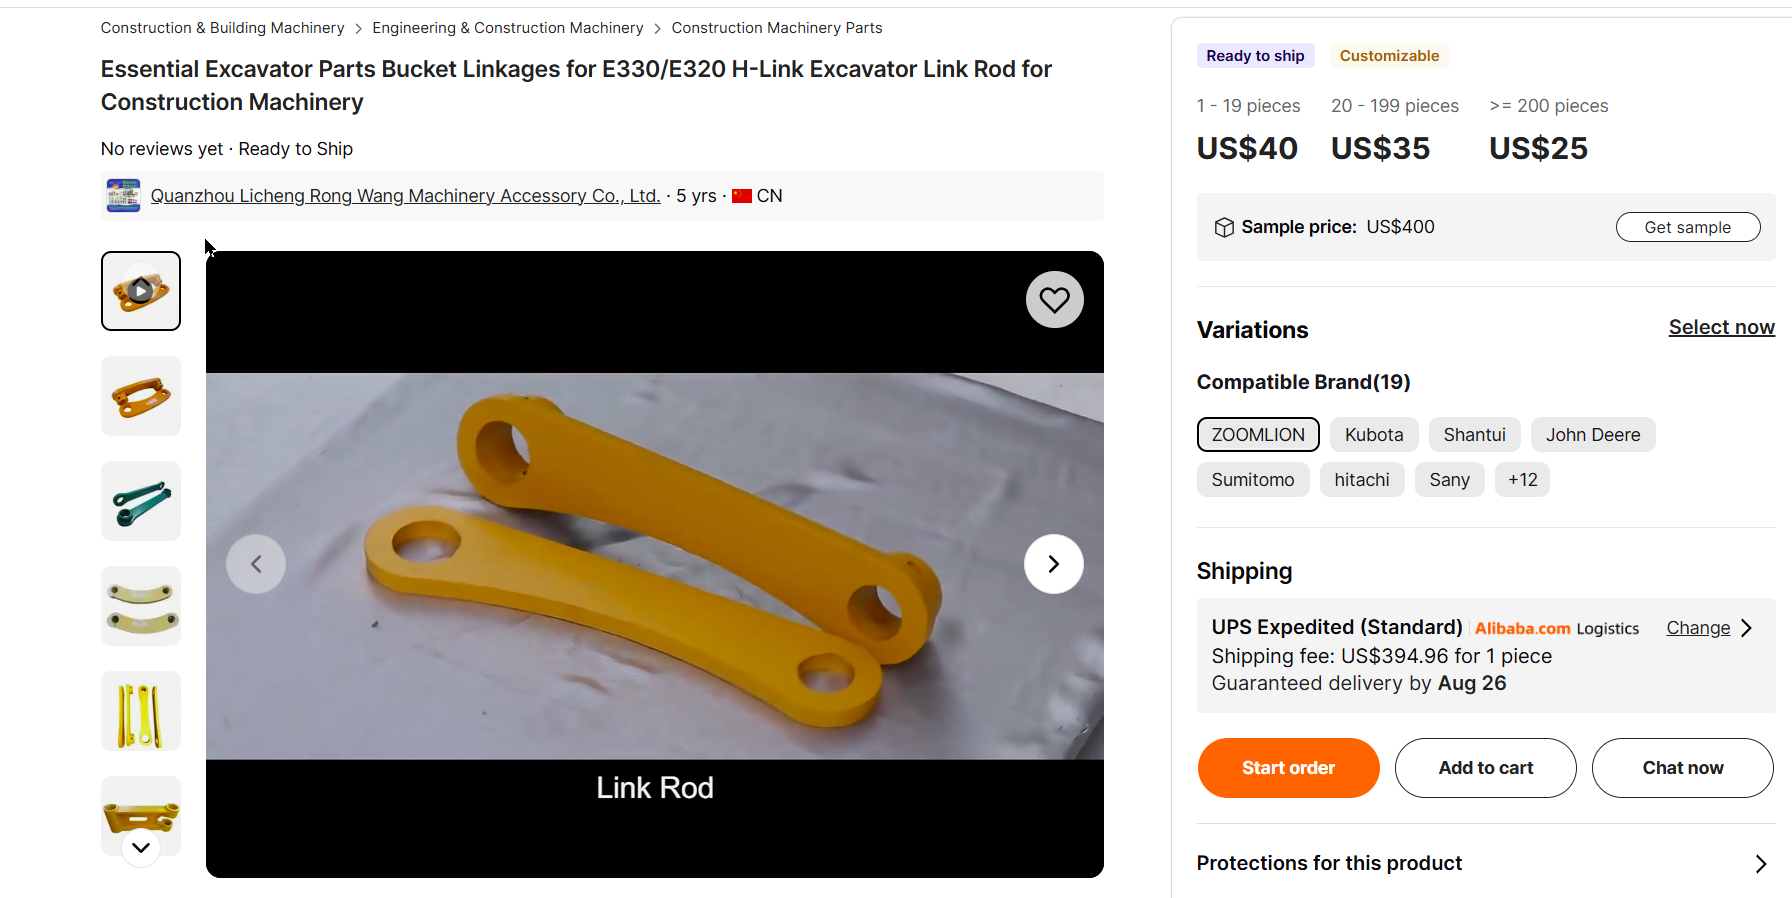 Construction & Building Machinery > Engineering & Construction Machinery > Construction Machinery Parts
Essential Excavator Parts Bucket Linkages for E330/E320 H-Link Excavator Link Rod for
Construction Machinery
No reviews yet · Ready to Ship
Quanzhou Licheng Rong Wang Machinery Accessory Co., Ltd. · 5 yrs · CN
Link Rod
Ready to ship Customizable
1 - 19 pieces 20 - 199 pieces >= 200 pieces
US$40 US$35 US$25
Sample price: US$400 Get sample
Variations Select now
Compatible Brand(19)
ZOOMLION Kubota Shantui John Deere
Sumitomo hitachi Sany +12
Shipping
UPS Expedited (Standard) Alibaba.com Logistics Change
Shipping fee: US$394.96 for 1 piece
Guaranteed delivery by Aug 26
Start order Add to cart Chat now
Protections for this product